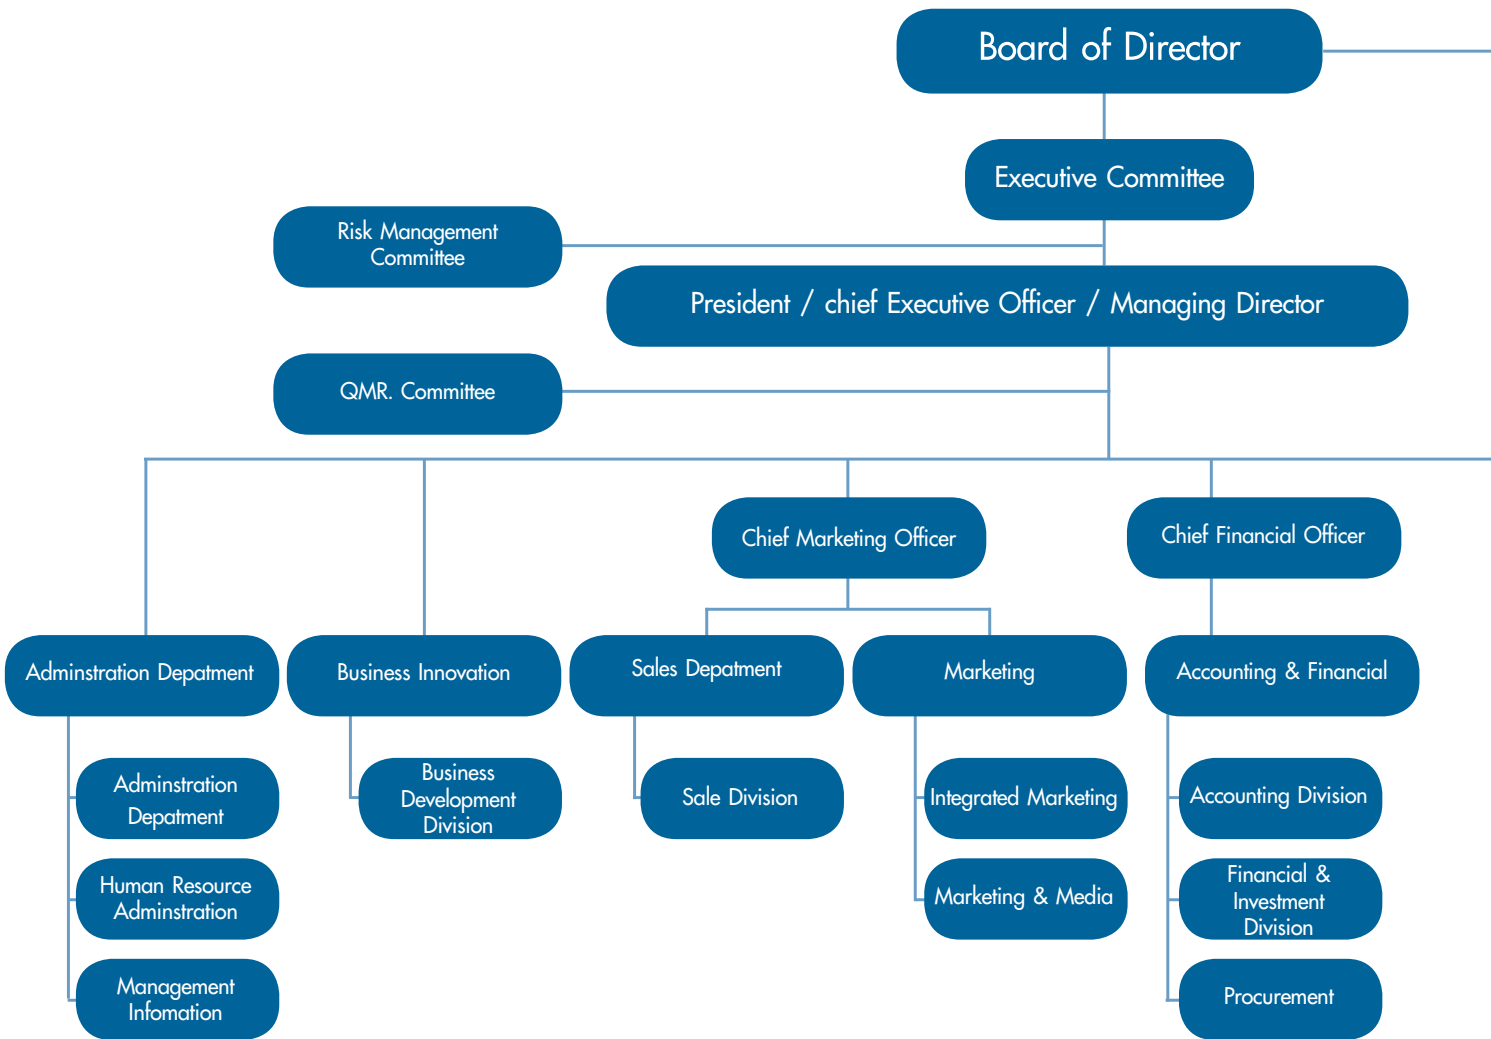 Board of Director
Executive Committee
Risk Management
Committee
President / chief Executive Officer / Managing Director
QMR. Committee
Chief Marketing Officer
Chief Financial Officer
Adminstration Depatment
Business Innovation
Sales Depatment
Marketing
Accounting & Financial
Adminstration
Depatment
Business
Development
Division
Sale Division
Integrated Marketing
Accounting Division
Human Resource
Adminstration
Marketing & Media
Financial &
Investment
Division
Management
Infomation
Procurement